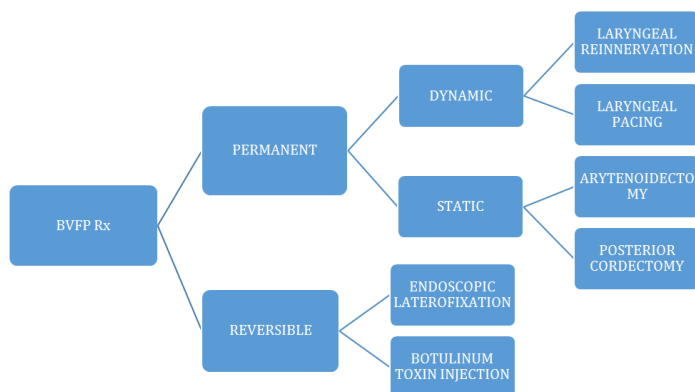 BVFP Rx
PERMANENT
DYNAMIC
LARYNGEAL
REINNERVATION
LARYNGEAL
PACING
STATIC
ARYTENOIDECTO
MY
POSTERIOR
CORDECTOMY
REVERSIBLE
ENDOSCOPIC
LATEROFIXATION
BOTULINUM
TOXIN INJECTION